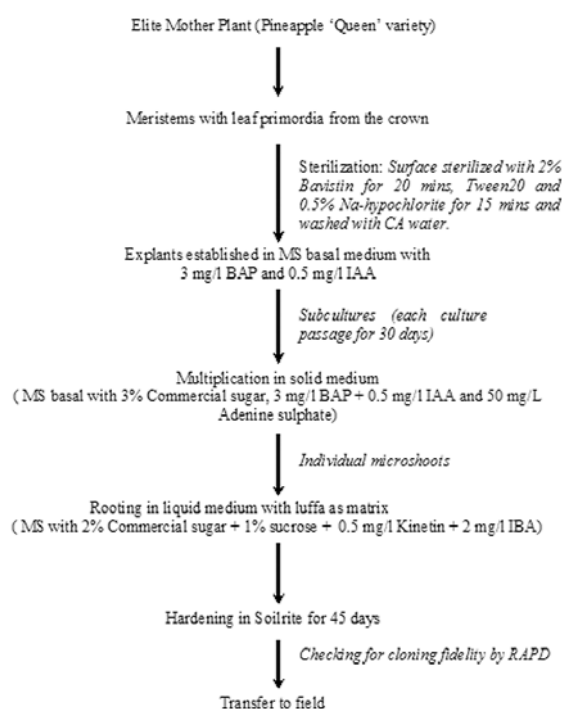 Elite Mother Plant (Pineapple ‘Queen’ variety)
Meristems with leaf primordia from the crown
Sterilization: Surface sterilized with 2%
Bavistin for 20 mins, Tween20 and
0.5% Na-hypochlorite for 15 mins and
washed with CA water.
Explants established in MS basal medium with
3 mg/l BAP and 0.5 mg/l IAA
Subcultures (each culture
passage for 30 days)
Multiplication in solid medium
( MS basal with 3% Commercial sugar, 3 mg/l BAP + 0.5 mg/l IAA and 50 mg/L
Adenine sulphate)
Individual microshoots
Rooting in liquid medium with luffa as matrix
( MS with 2% Commercial sugar + 1% sucrose + 0.5 mg/l Kinetin + 2 mg/l IBA)
Hardening in Soilrite for 45 days
Checking for cloning fidelity by RAPD
Transfer to field